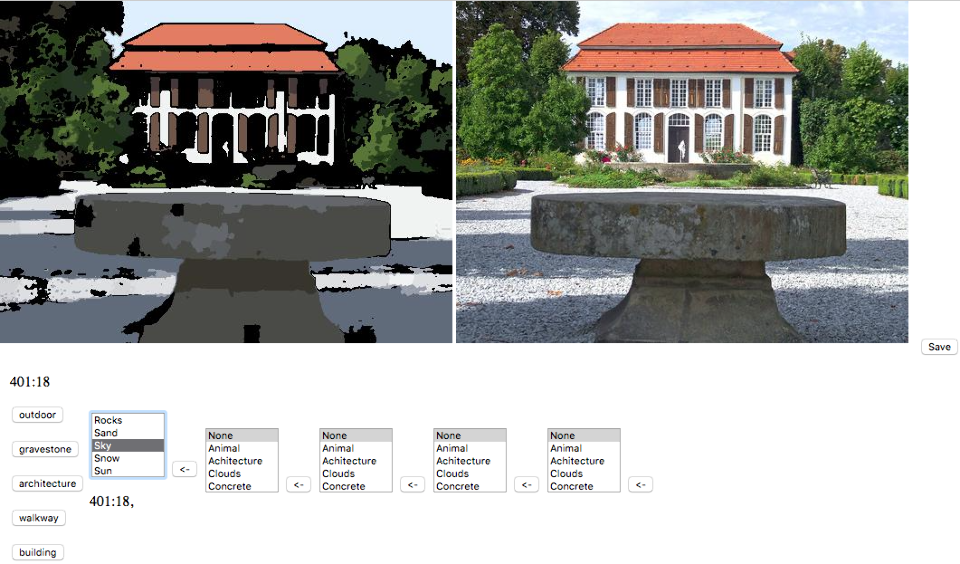 Save
401:18
outdoor
gravestone
architecture
walkway
building
Rocks
Sand
Sky
Snow
Sun
<-
401:18,
None
Animal
Achitecture
Clouds
Concrete
<-
None
Animal
Achitecture
Clouds
Concrete
<-
None
Animal
Achitecture
Clouds
Concrete
<-
None
Animal
Achitecture
Clouds
Concrete
<-